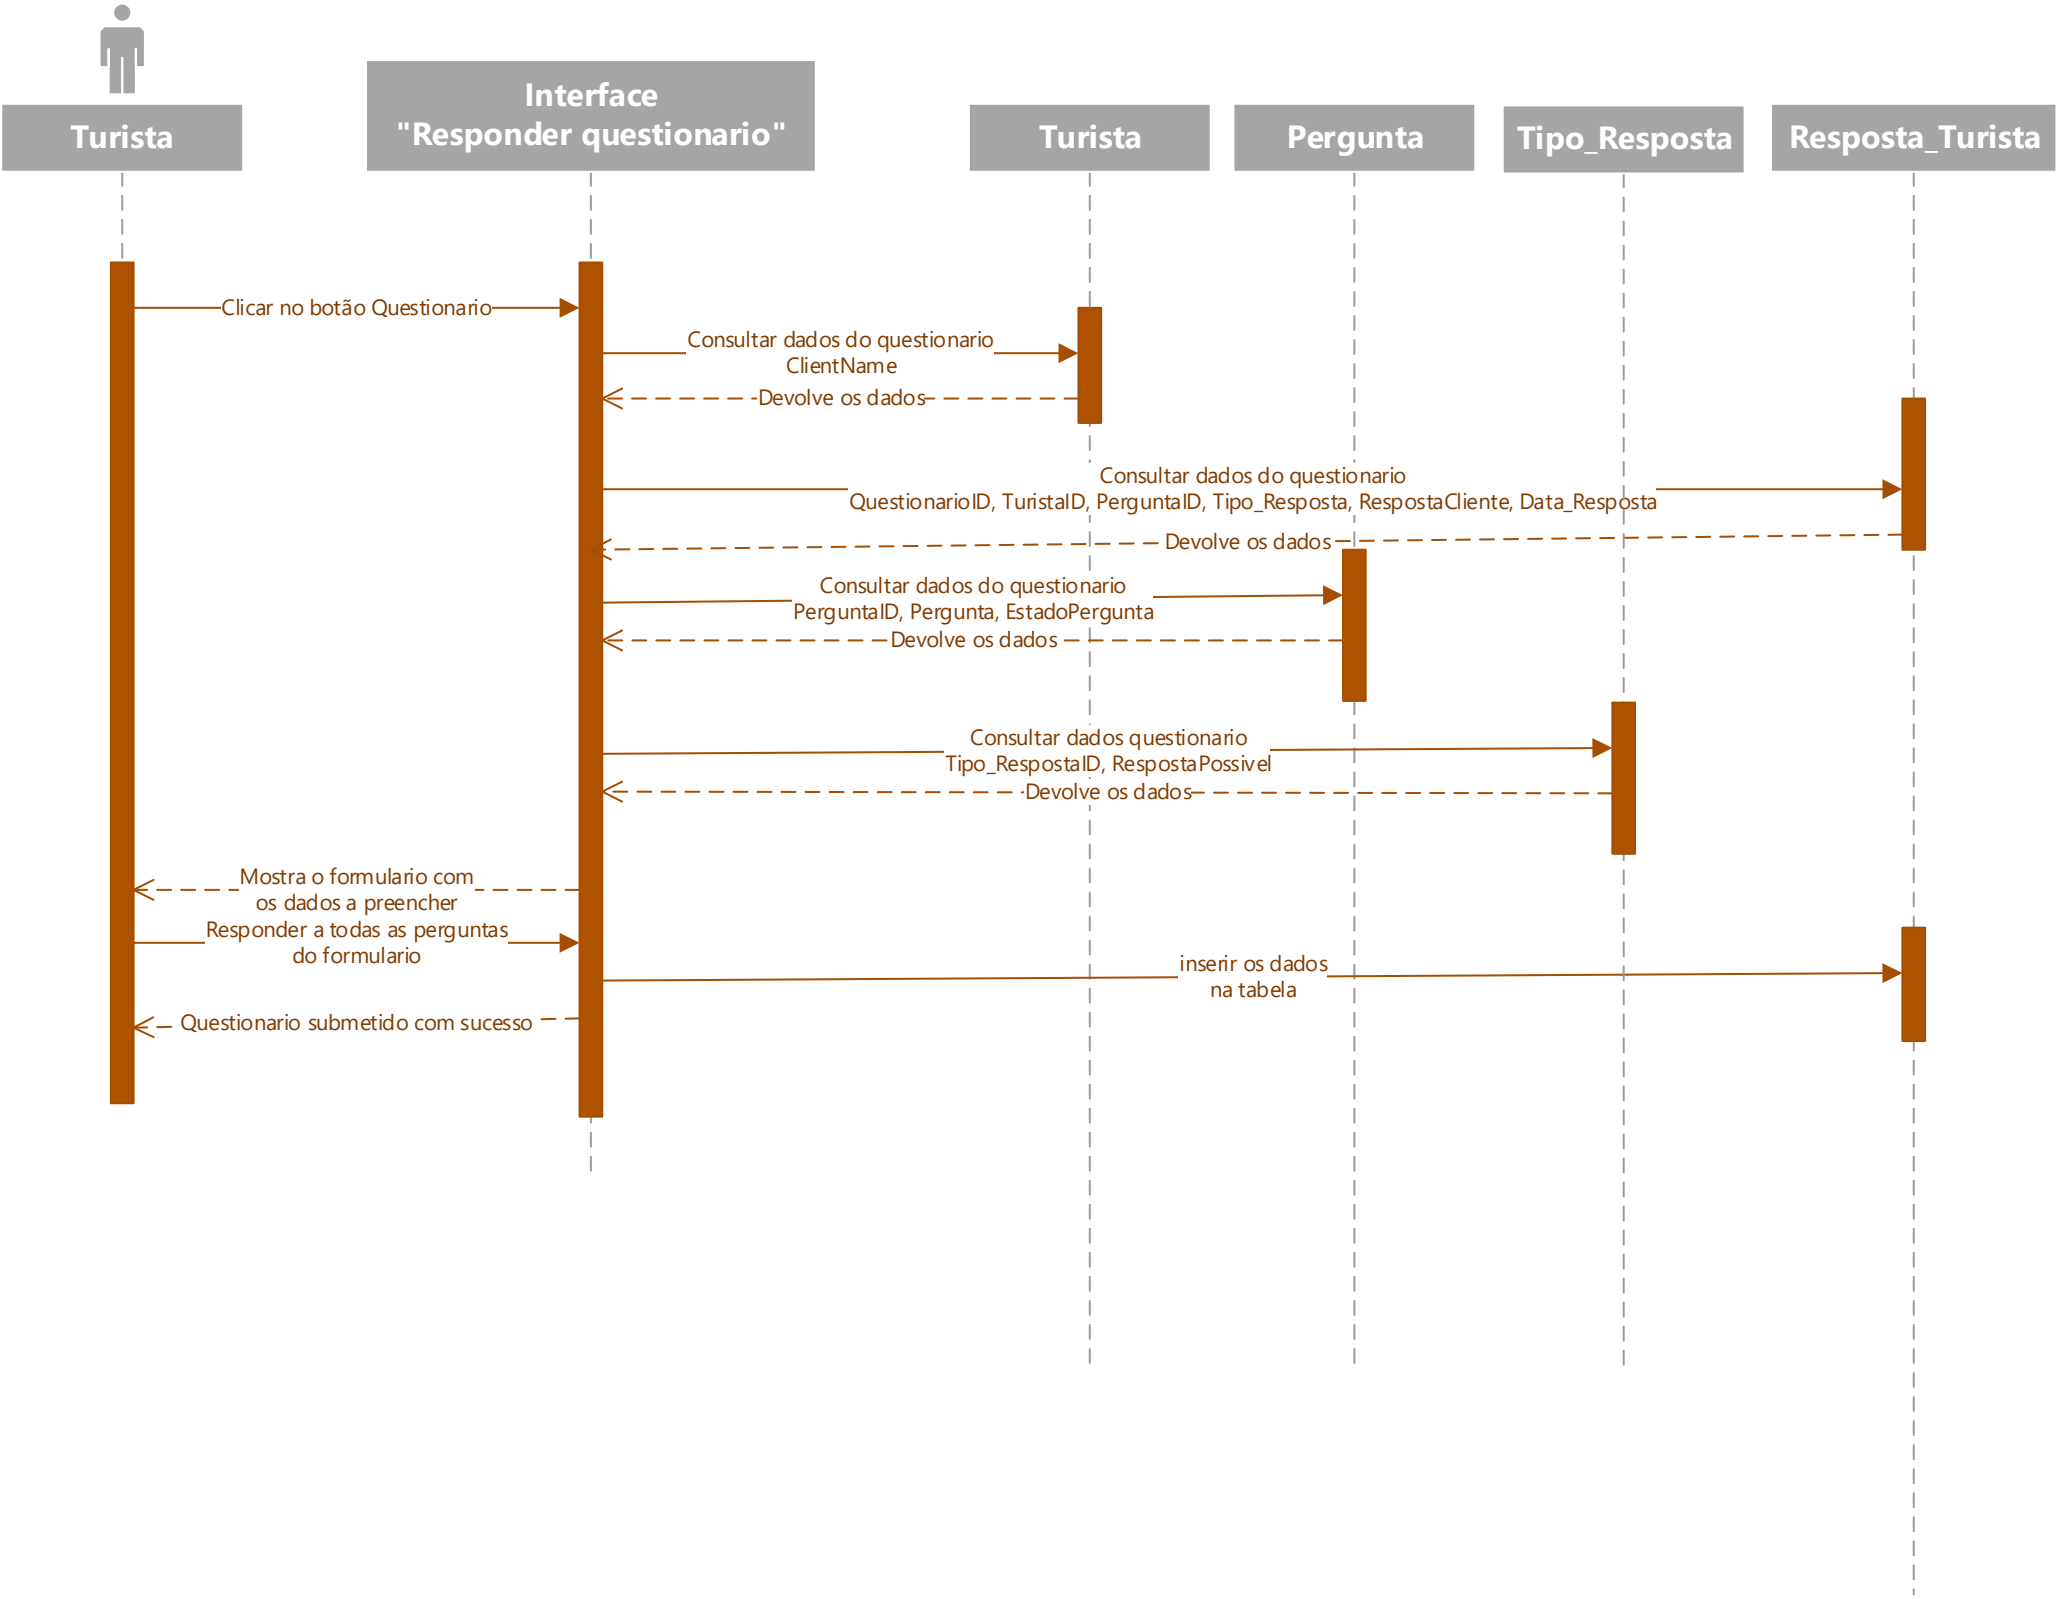 Turista
Interface
"Responder questionario"
Turista
Pergunta
Tipo_Resposta
Resposta_Turista
Clicar no botão Questionario
Consultar dados do questionario
ClientName
Devolve os dados
Consultar dados do questionario
QuestionarioID, TuristaID, PerguntaID, Tipo_Resposta, RespostaCliente, Data_Resposta
Devolve os dados
Consultar dados do questionario
PerguntaID, Pergunta, EstadoPergunta
Devolve os dados
Consultar dados questionario
Tipo_RespostaID, RespostaPossivel
Devolve os dados
Mostra o formulario com
os dados a preencher
Responder a todas as perguntas
do formulario
inserir os dados
na tabela
Questionario submetido com sucesso